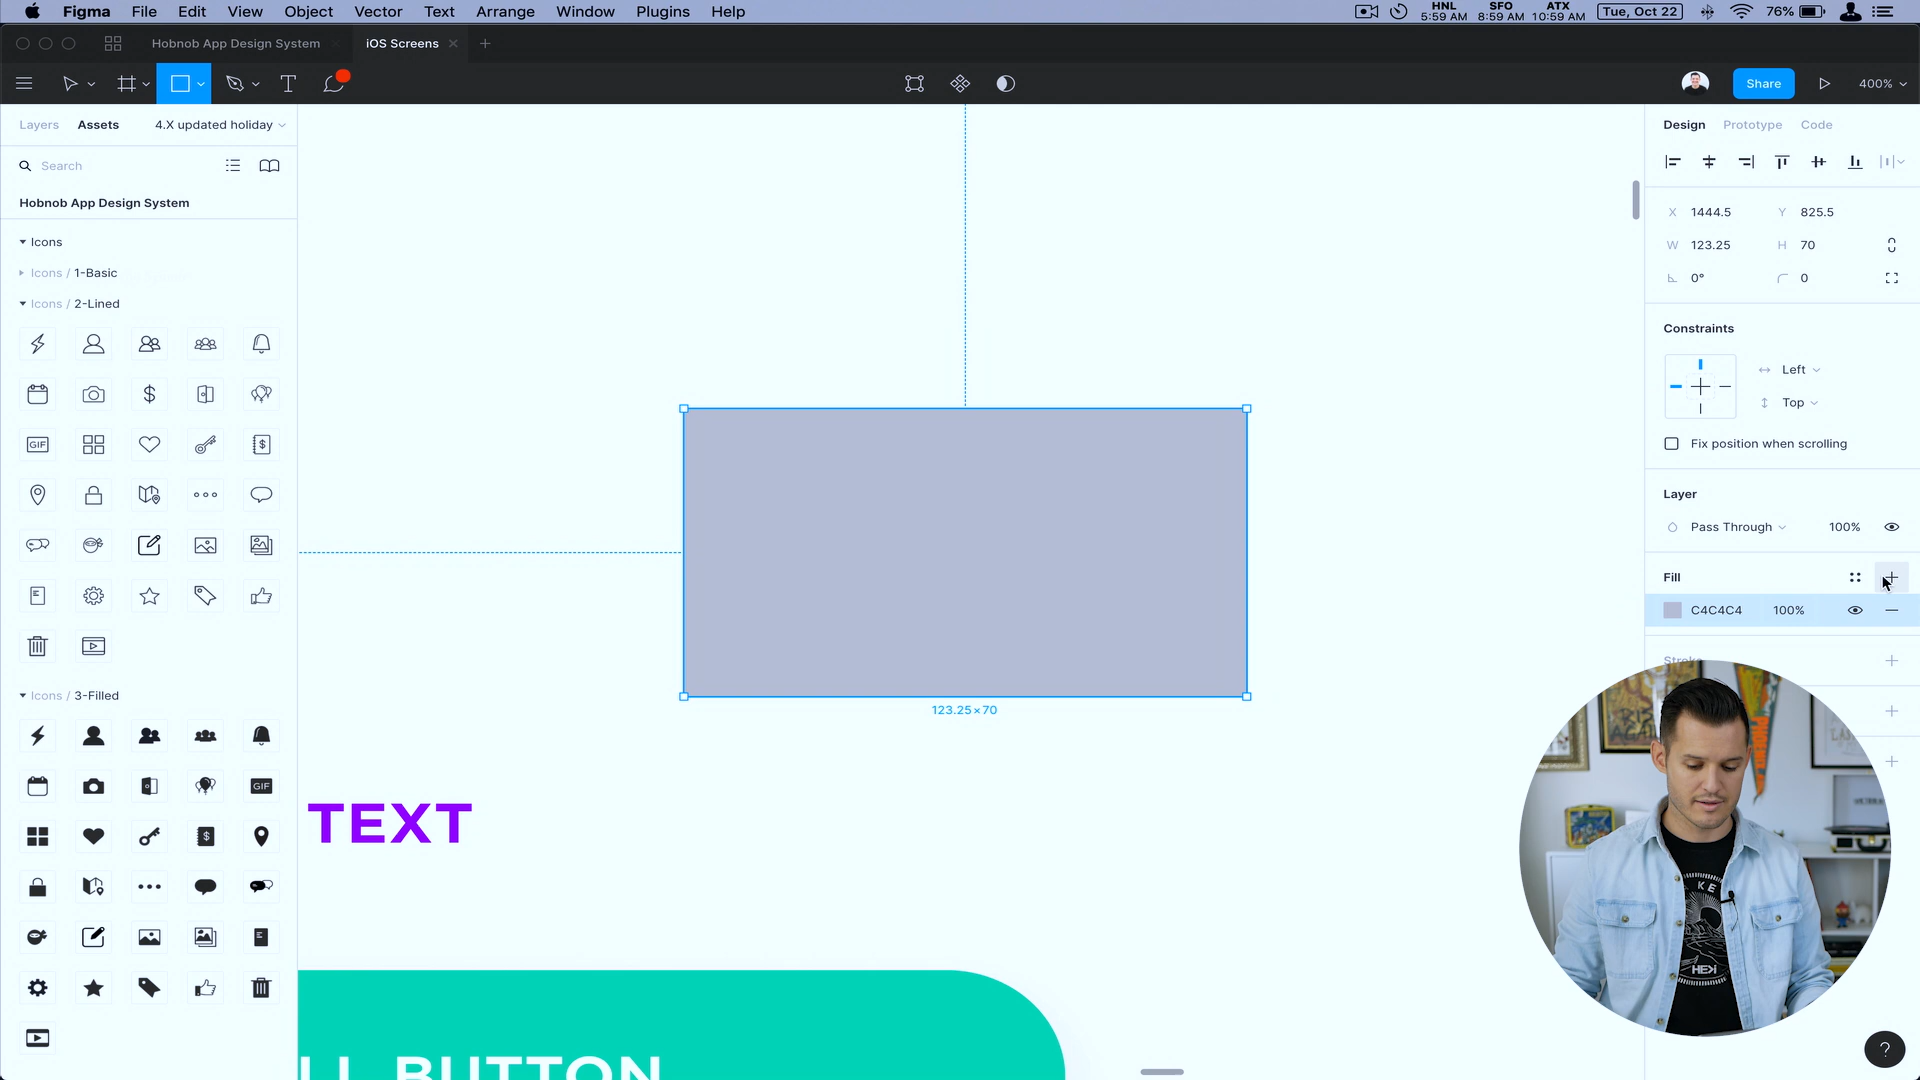 Figma File Edit View Object Vector Text Arrange Window Plugins Help
HNL 5:59 AM SFO 8:59 AM ATX 10:59 AM Tue, Oct 22 76%
Hobnob App Design System iOS Screens
Share 400%
Layers Assets 4.X updated holiday
Search
Hobnob App Design System
Icons
Icons / 1-Basic
Icons / 2-Lined
GIF
Icons / 3-Filled
GIF
123.25×70
TEXT
LL BUTTON
Design Prototype Code
X 1444.5 Y 825.5
W 123.25 H 70
0° 0
Constraints
Left
Top
Fix position when scrolling
Layer
Pass Through 100%
Fill
C4C4C4 100%
Stroke
KE
HEXi
?